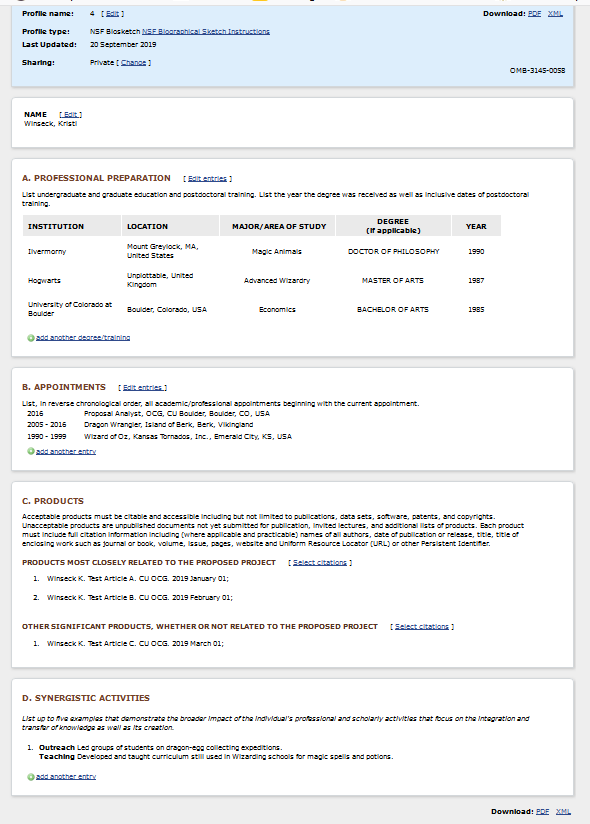 Profile name: 4 [ Edit ] Download: PDF XML
Profile type: NSF Biosketch NSF Biographical Sketch Instructions
Last Updated: 20 September 2019
Sharing: Private [ Change ]
OMB-3145-0058
NAME [ Edit ]
Winseck, Kristi
A. PROFESSIONAL PREPARATION [ Edit entries ]
List undergraduate and graduate education and postdoctoral training. List the year the degree was received as well as inclusive dates of postdoctoral
training.
INSTITUTION LOCATION MAJOR/AREA OF STUDY DEGREE (if applicable) YEAR
Ilvermorny Mount Greylock, MA, United States Magic Animals DOCTOR OF PHILOSOPHY 1990
Hogwarts Unplottable, United Kingdom Advanced Wizardry MASTER OF ARTS 1987
University of Colorado at Boulder Boulder, Colorado, USA Economics BACHELOR OF ARTS 1985
add another degree/training
B. APPOINTMENTS [ Edit entries ]
List, in reverse chronological order, all academic/professional appointments beginning with the current appointment.
2016 Proposal Analyst, OCG, CU Boulder, Boulder, CO, USA
2005 - 2016 Dragon Wrangler, Island of Berk, Berk, Vikingland
1990 - 1999 Wizard of Oz, Kansas Tornados, Inc., Emerald City, KS, USA
add another entry
C. PRODUCTS
Acceptable products must be citable and accessible including but not limited to publications, data sets, software, patents, and copyrights.
Unacceptable products are unpublished documents not yet submitted for publication, invited lectures, and additional lists of products. Each product
must include full citation information including (where applicable and practicable) names of all authors, date of publication or release, title, title of
enclosing work such as journal or book, volume, issue, pages, website and Uniform Resource Locator (URL) or other Persistent Identifier.
PRODUCTS MOST CLOSELY RELATED TO THE PROPOSED PROJECT [ Select citations ]
1. Winseck K. Test Article A. CU OCG. 2019 January 01;
2. Winseck K. Test Article B. CU OCG. 2019 February 01;
OTHER SIGNIFICANT PRODUCTS, WHETHER OR NOT RELATED TO THE PROPOSED PROJECT [ Select citations ]
1. Winseck K. Test Article C. CU OCG. 2019 March 01;
D. SYNERGISTIC ACTIVITIES
List up to five examples that demonstrate the broader impact of the individual's professional and scholarly activities that focus on the integration and
transfer of knowledge as well as its creation.
1. Outreach Led groups of students on dragon-egg collecting expeditions.
Teaching Developed and taught curriculum still used in Wizarding schools for magic spells and potions.
add another entry
Download: PDF XML